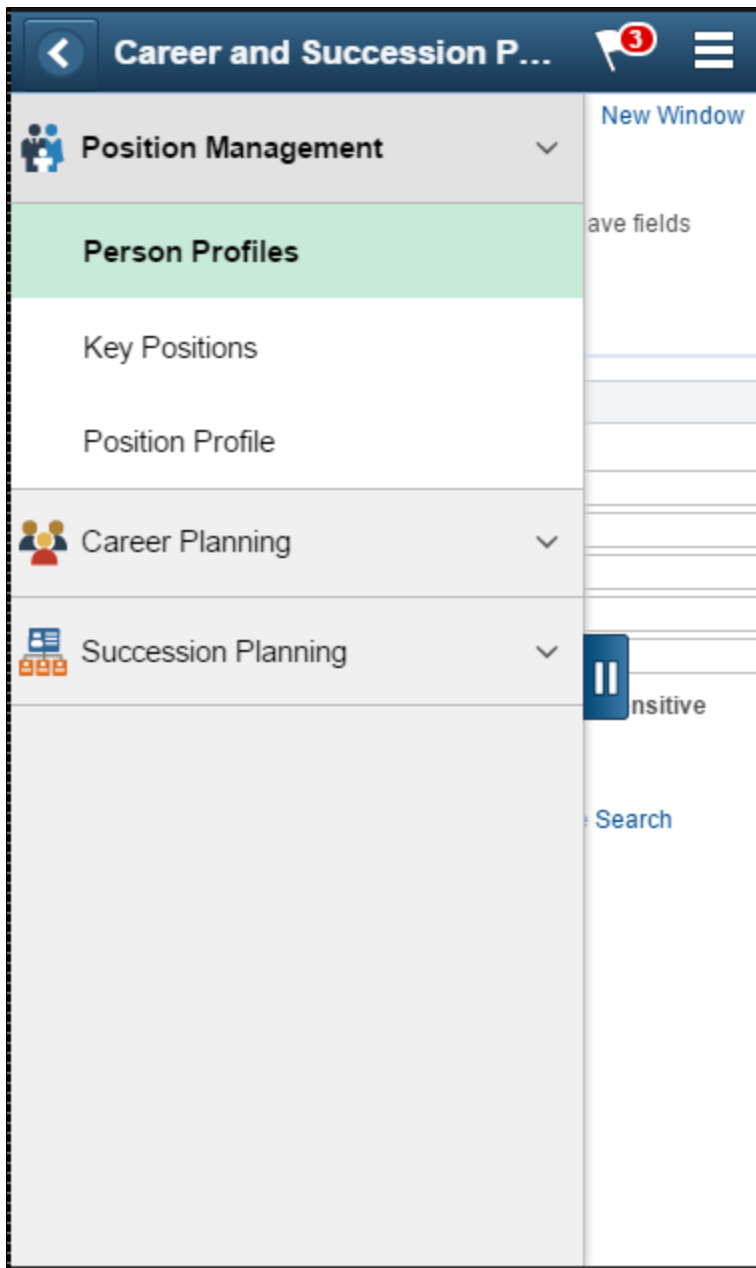 Career and Succession P...
3
New Window
Position Management
ave fields
Person Profiles
Key Positions
Position Profile
Career Planning
Succession Planning
nsitive
Search